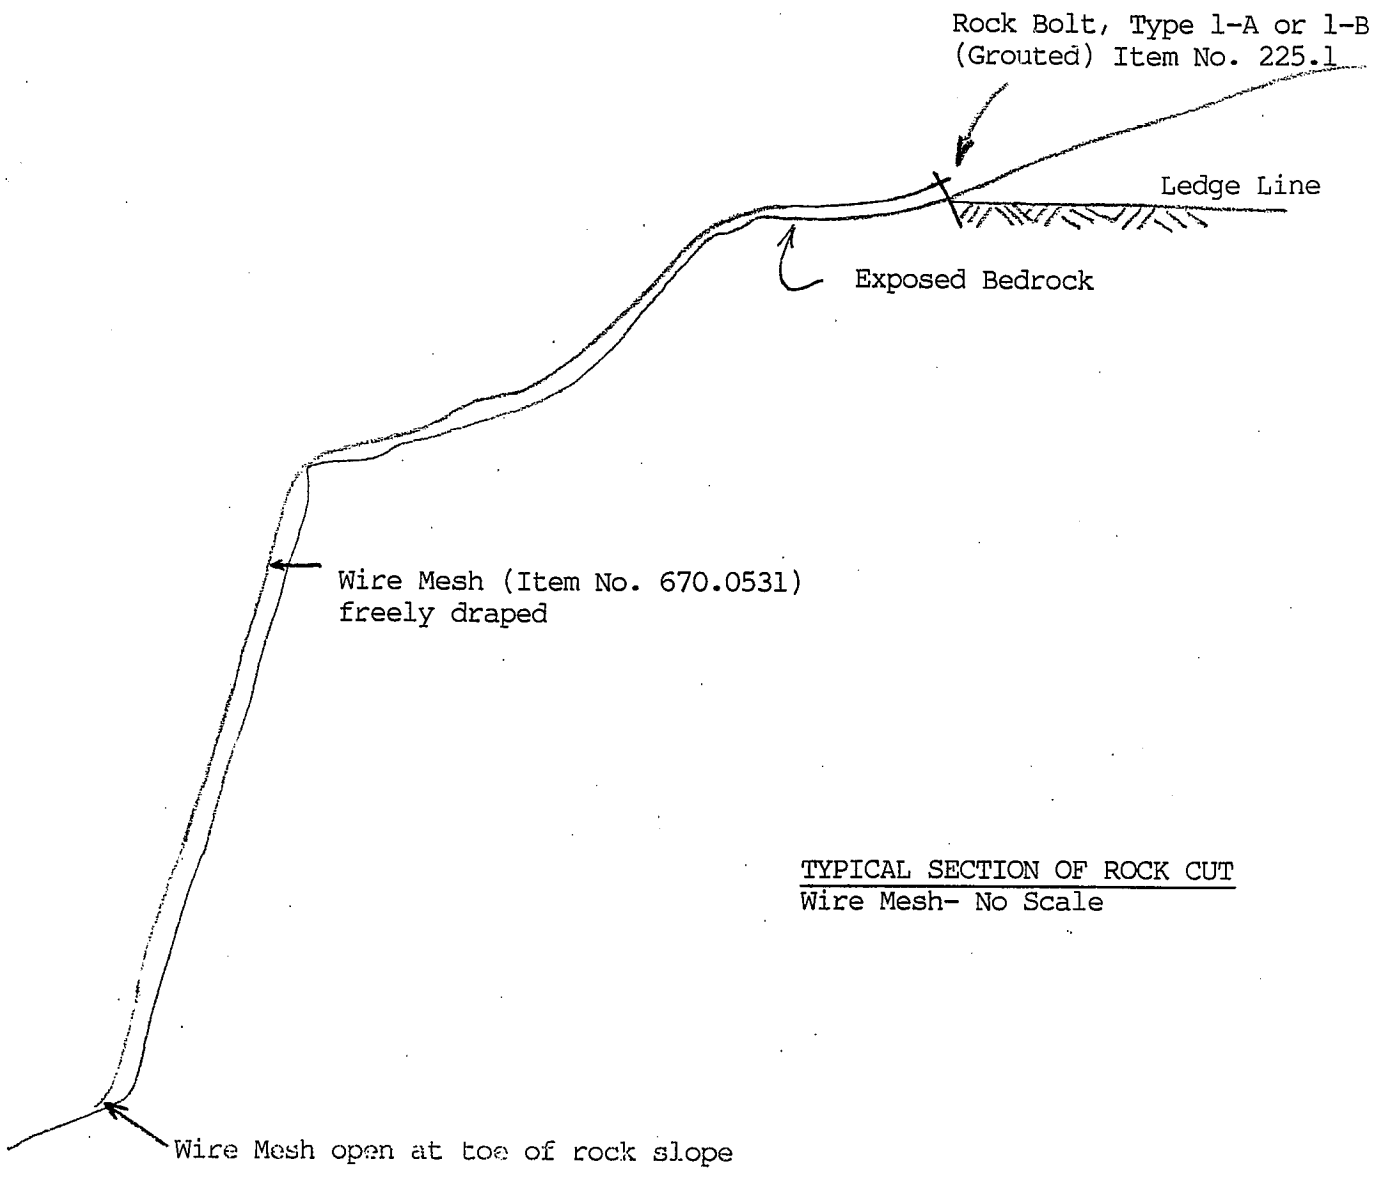 Rock Bolt, Type 1-A or 1-B
(Grouted) Item No. 225.1
Ledge Line
Exposed Bedrock
Wire Mesh (Item No. 670.0531)
freely draped
TYPICAL SECTION OF ROCK CUT
Wire Mesh- No Scale
Wire Mesh open at toe of rock slope